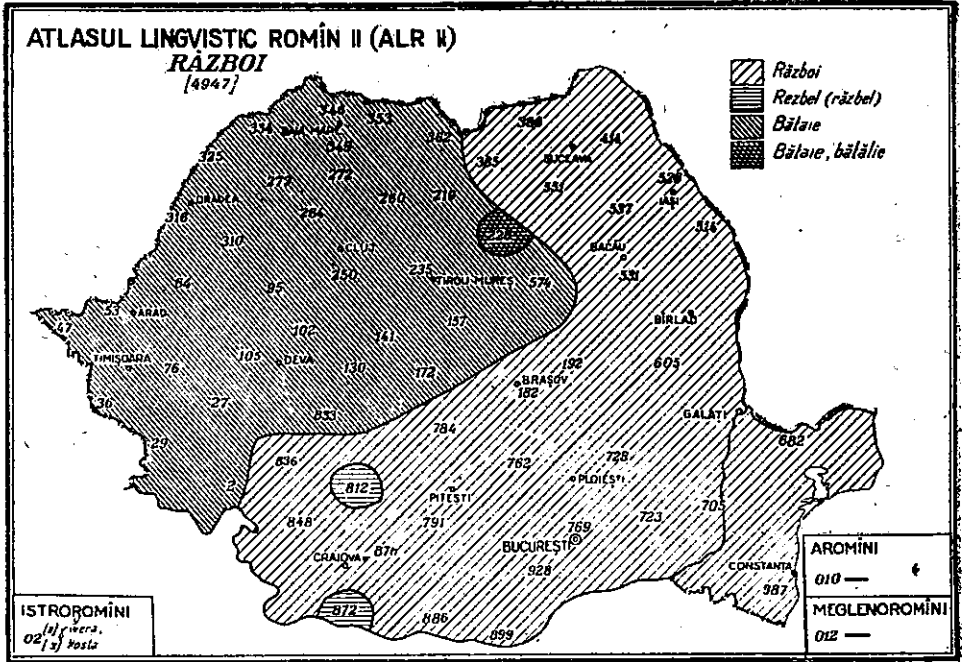 ATLASUL LINGVISTIC ROMÎN II (ALR II)
RĂZBOI
[4947]
Război
Rezbel (răzbel)
Bătaie
Bătaie, bătălie
346
334
353
BAIA MARE
349
362
386
414
SUCEAVA
325
385
279
272
551
528
IAȘI
260
219
ORADEA
316
264
537
514
310
CLUJ
BACĂU
250
235
TÎRGU-MUREȘ
574
531
64
95
53
ARAD
BÎRLAD
47
102
141
157
TIMIȘOARA
76
105
DEVA
130
172
192
605
BRAȘOV
182
36
27
833
GALAȚI
784
682
29
836
762
728
2
812
PITEȘTI
PLOIEȘTI
705
848
791
769
723
BUCUREȘTI
CRAIOVA
928
CONSTANȚA
987
872
886
899
AROMÎNI
010 —
MEGLENOROMÎNI
012 —
ISTROROMÎNI
02